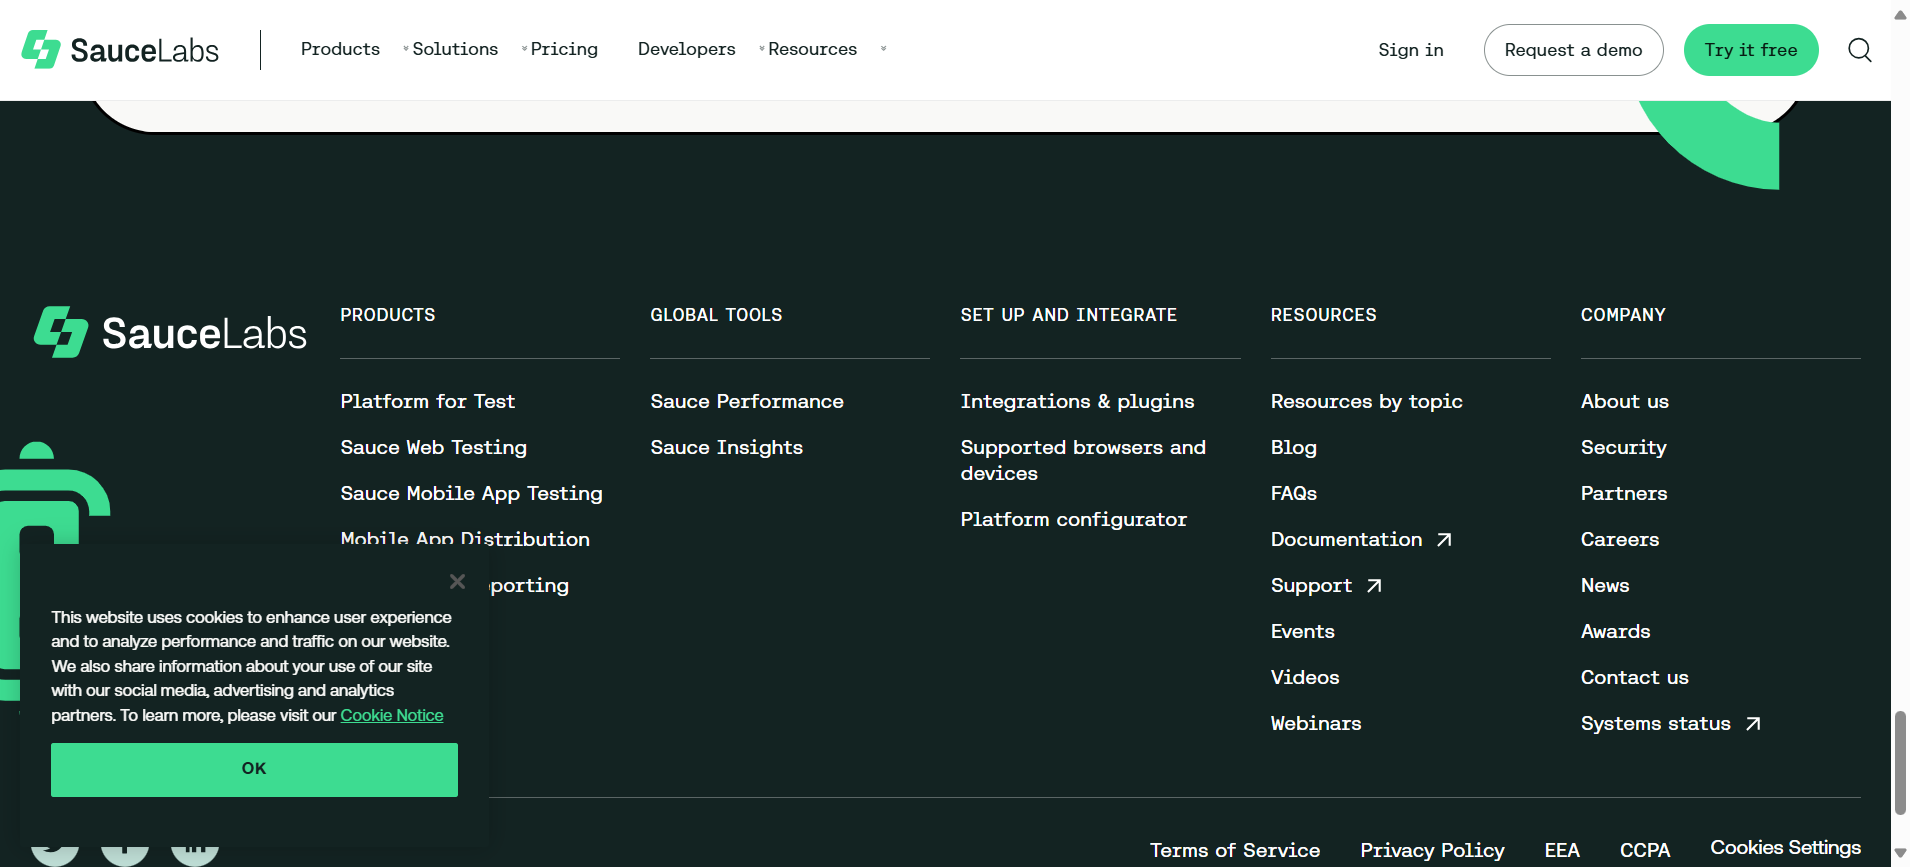 SauceLabs
Products
Solutions
Pricing
Developers
Resources
Sign in
Request a demo
Try it free
SauceLabs
PRODUCTS
Platform for Test
Sauce Web Testing
Sauce Mobile App Testing
Mobile App Distribution
porting
GLOBAL TOOLS
Sauce Performance
Sauce Insights
SET UP AND INTEGRATE
Integrations & plugins
Supported browsers and
devices
Platform configurator
RESOURCES
Resources by topic
Blog
FAQs
Documentation
Support
Events
Videos
Webinars
COMPANY
About us
Security
Partners
Careers
News
Awards
Contact us
Systems status
This website uses cookies to enhance user experience
and to analyze performance and traffic on our website.
We also share information about your use of our site
with our social media, advertising and analytics
partners. To learn more, please visit our Cookie Notice
OK
Terms of Service
Privacy Policy
EEA
CCPA
Cookies Settings